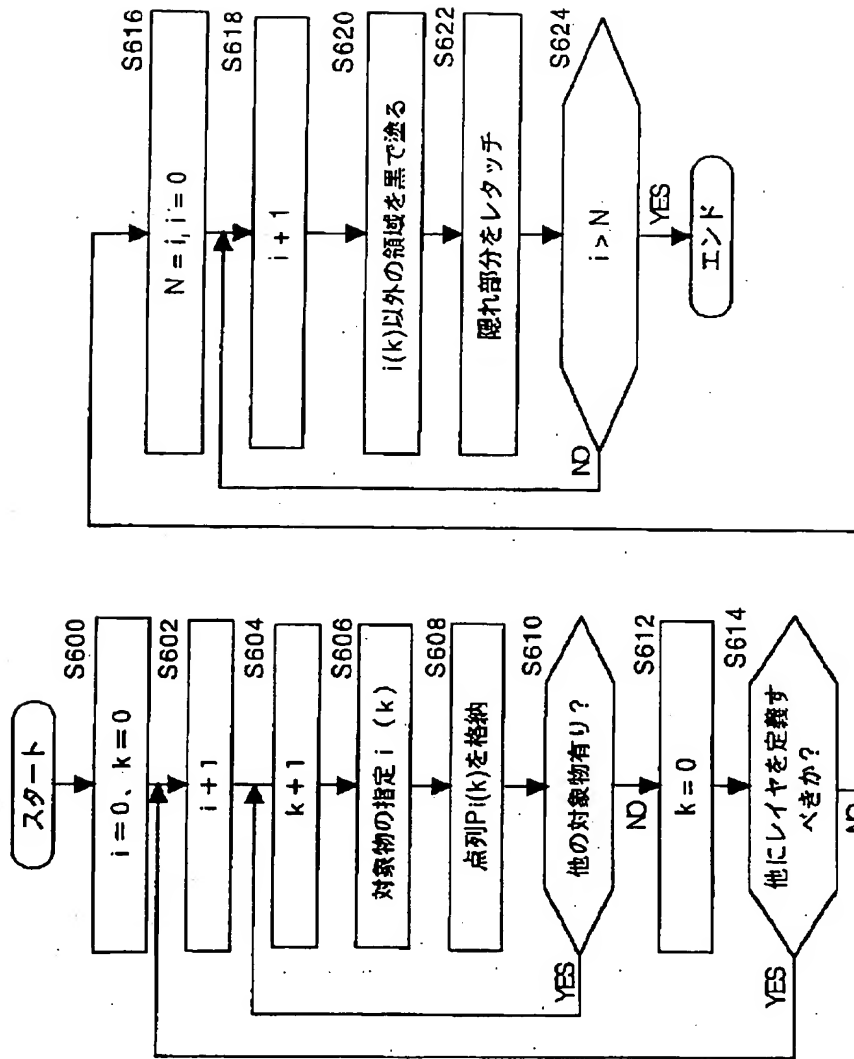 スタート
S600
i=0、k=0
S602
i+1
S604
k+1
S606
対象物の指定 i (k)
S608
点列Pi(k)を格納
S610
他の対象物有り?
YES
NO
S612
k=0
S614
他にレイヤを定義す
べきか?
YES
NO
S616
N=i, i=0
S618
i+1
S620
i(k)以外の領域を黒で塗る
S622
隠れ部分をレタッチ
S624
i>N
NO
YES
エンド